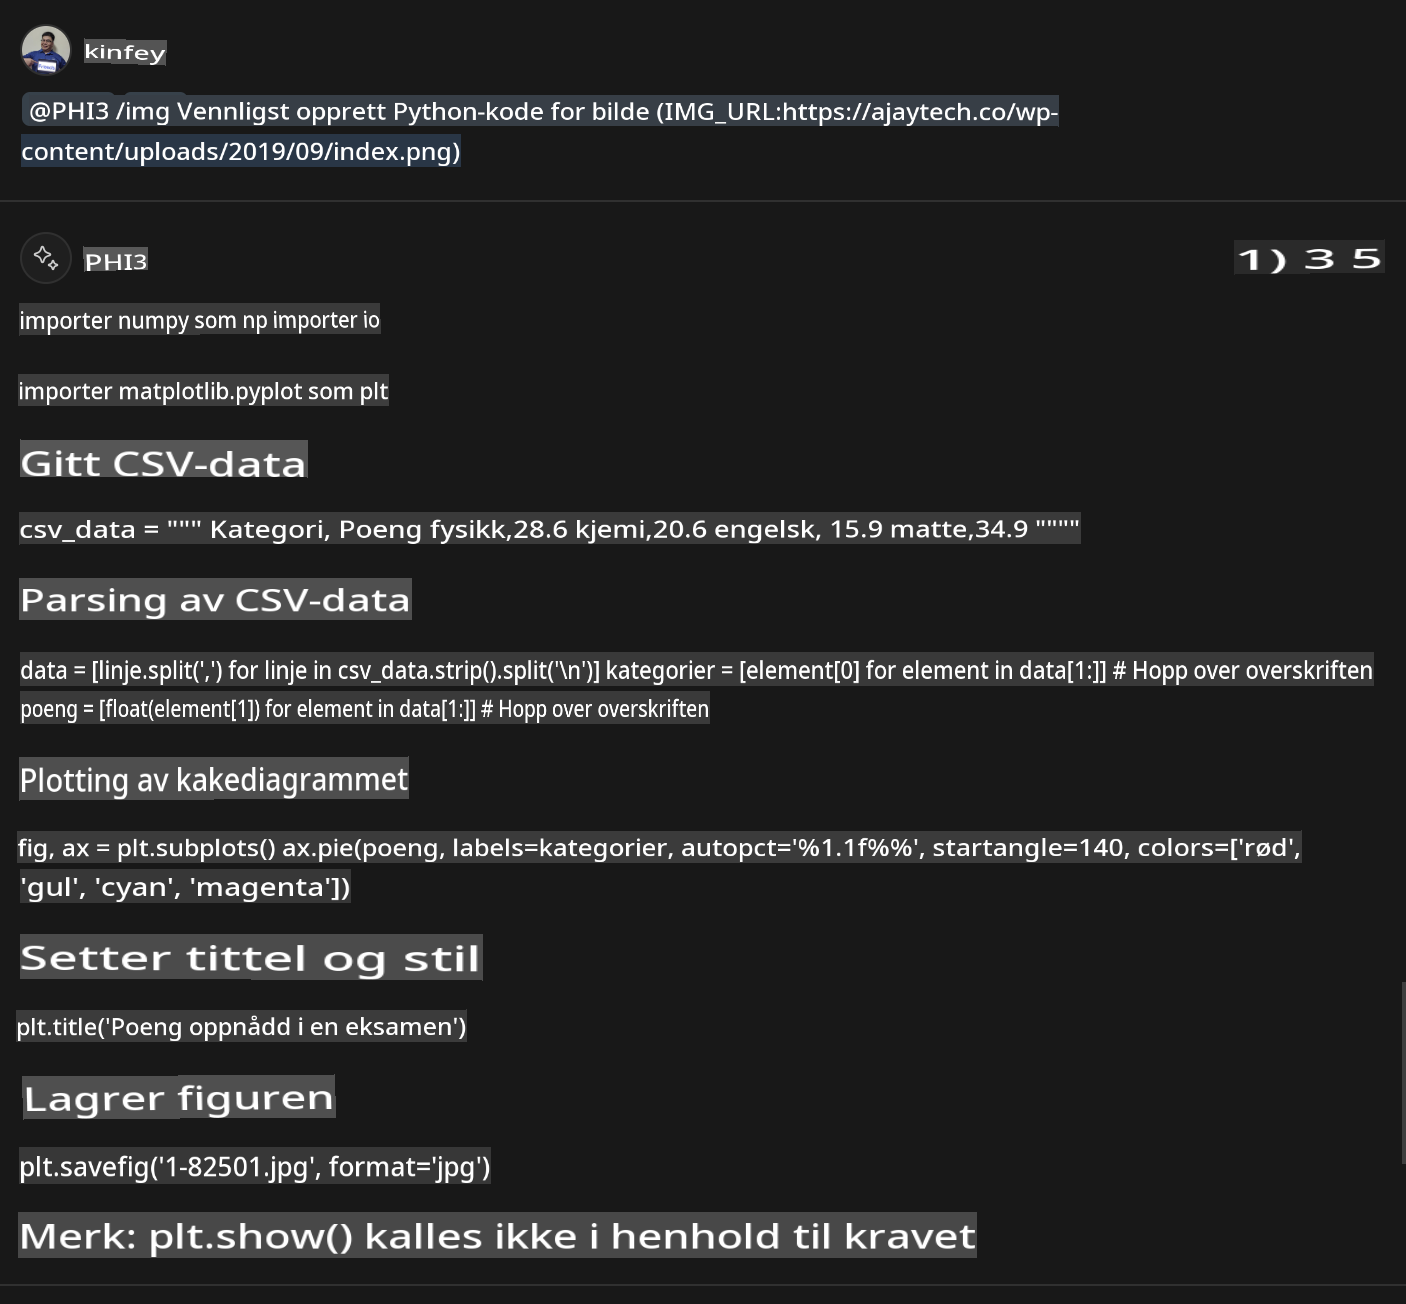 kinfey
@PHI3 /img Vennligst opprett Python-kode for bilde (IMG_URL:https://ajaytech.co/wp-
content/uploads/2019/09/index.png)
PHI3
1) 3 5
importer numpy som np importer io
importer matplotlib.pyplot som plt
Gitt CSV-data
csv_data = """ Kategori, Poeng fysikk,28.6 kjemi,20.6 engelsk, 15.9 matte,34.9 """"
Parsing av CSV-data
data = [linje.split(',') for linje in csv_data.strip().split('\n')] kategorier = [element[0] for element in data[1:]] # Hopp over overskriften
poeng = [float(element[1]) for element in data[1:]] # Hopp over overskriften
Plotting av kakediagrammet
fig, ax = plt.subplots() ax.pie(poeng, labels=kategorier, autopct='%1.1f%%', startangle=140, colors=['rød',
'gul', 'cyan', 'magenta'])
Setter tittel og stil
plt.title('Poeng oppnådd i en eksamen')
Lagrer figuren
plt.savefig('1-82501.jpg', format='jpg')
Merk: plt.show() kalles ikke i henhold til kravet